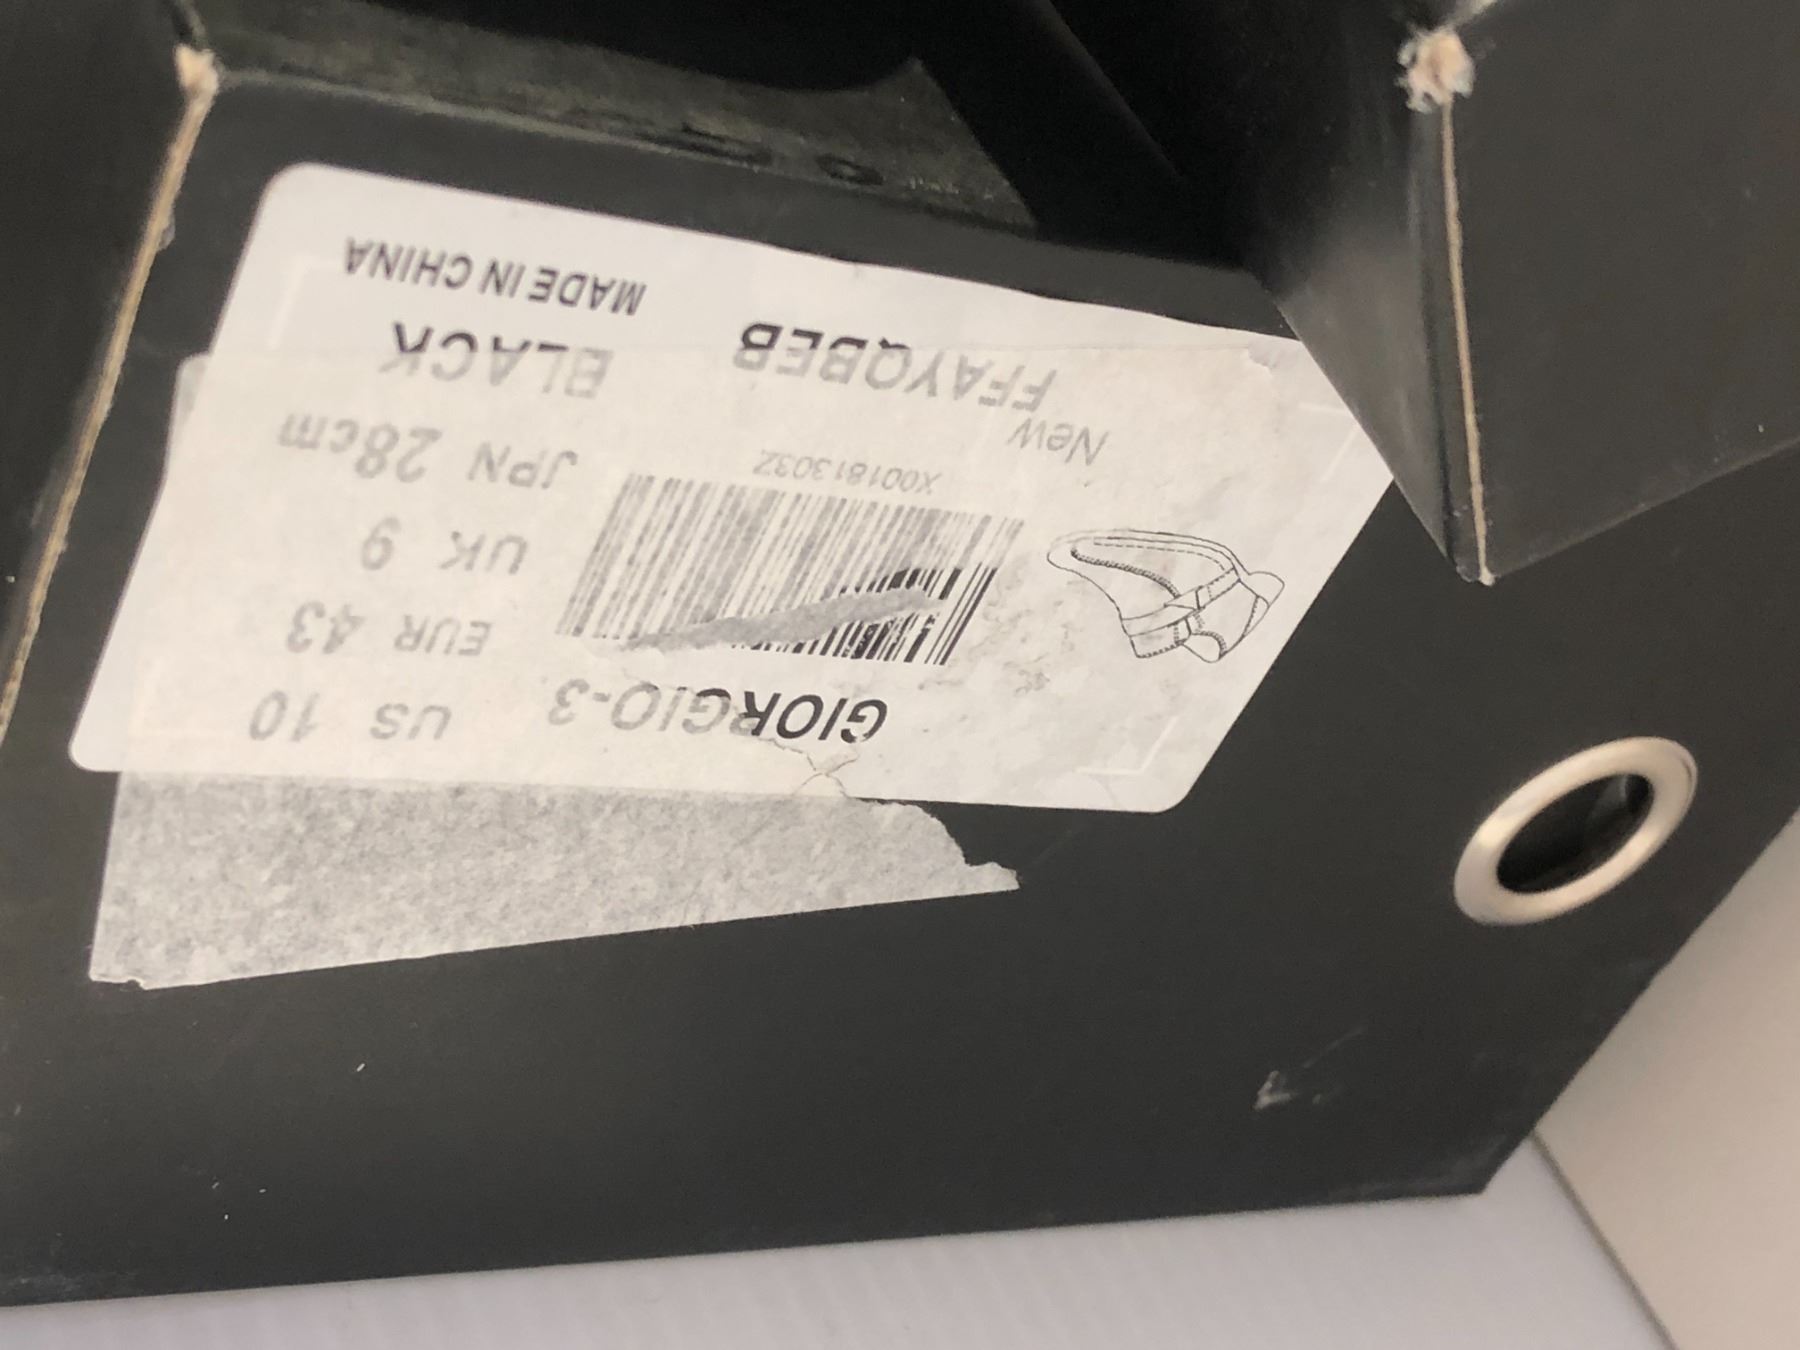 GIORGIO-3 US 10
EUR 43
UK 9
X00181303Z JPN 28cm
New
FFAYQBEB BLACK
MADE IN CHINA